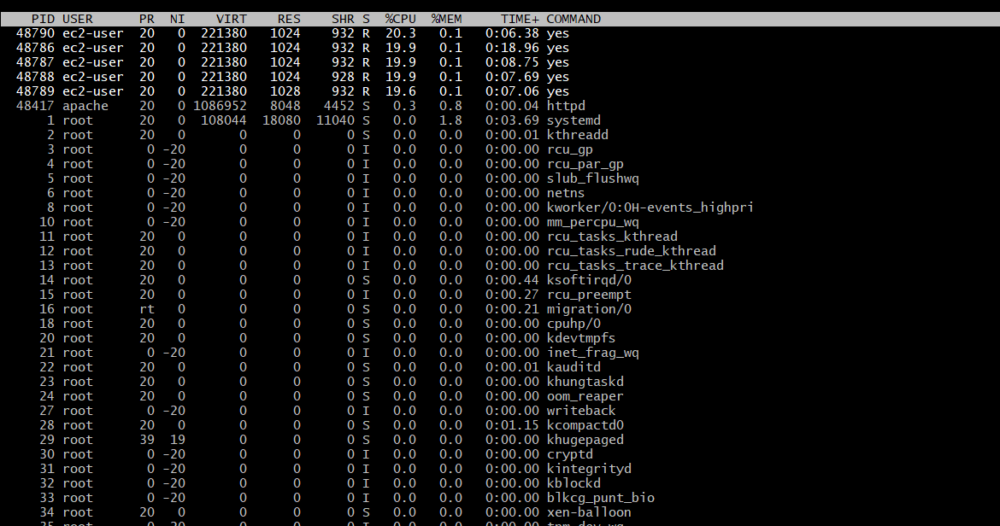 PID USER PR NI VIRT RES SHR S %CPU %MEM TIME+ COMMAND
48790 ec2-user 20 0 221380 1024 932 R 20.3 0.1 0:06.38 yes
48786 ec2-user 20 0 221380 1024 932 R 19.9 0.1 0:18.96 yes
48787 ec2-user 20 0 221380 1024 932 R 19.9 0.1 0:08.75 yes
48788 ec2-user 20 0 221380 1024 928 R 19.9 0.1 0:07.69 yes
48789 ec2-user 20 0 221380 1028 932 R 19.6 0.1 0:07.06 yes
48417 apache 20 0 1086952 8048 4452 S 0.3 0.8 0:00.04 httpd
1 root 20 0 108044 18080 11040 S 0.0 1.8 0:03.69 systemd
2 root 20 0 0 0 0 S 0.0 0.0 0:00.01 kthreadd
3 root 0 -20 0 0 0 I 0.0 0.0 0:00.00 rcu_gp
4 root 0 -20 0 0 0 I 0.0 0.0 0:00.00 rcu_par_gp
5 root 0 -20 0 0 0 I 0.0 0.0 0:00.00 slub_flushwq
6 root 0 -20 0 0 0 I 0.0 0.0 0:00.00 netns
8 root 0 -20 0 0 0 I 0.0 0.0 0:00.00 kworker/0:0H-events_highpri
10 root 0 -20 0 0 0 I 0.0 0.0 0:00.00 mm_percpu_wq
11 root 20 0 0 0 0 I 0.0 0.0 0:00.00 rcu_tasks_kthread
12 root 20 0 0 0 0 I 0.0 0.0 0:00.00 rcu_tasks_rude_kthread
13 root 20 0 0 0 0 I 0.0 0.0 0:00.00 rcu_tasks_trace_kthread
14 root 20 0 0 0 0 S 0.0 0.0 0:00.44 ksoftirqd/0
15 root 20 0 0 0 0 I 0.0 0.0 0:00.27 rcu_preempt
16 root rt 0 0 0 0 S 0.0 0.0 0:00.21 migration/0
18 root 20 0 0 0 0 S 0.0 0.0 0:00.00 cpuhp/0
20 root 20 0 0 0 0 S 0.0 0.0 0:00.00 kdevtmpfs
21 root 0 -20 0 0 0 I 0.0 0.0 0:00.00 inet_frag_wq
22 root 20 0 0 0 0 S 0.0 0.0 0:00.01 kauditd
23 root 20 0 0 0 0 S 0.0 0.0 0:00.00 khungtaskd
24 root 20 0 0 0 0 S 0.0 0.0 0:00.00 oom_reaper
27 root 0 -20 0 0 0 I 0.0 0.0 0:00.00 writeback
28 root 20 0 0 0 0 S 0.0 0.0 0:01.15 kcompactd0
29 root 39 19 0 0 0 S 0.0 0.0 0:00.00 khugepaged
30 root 0 -20 0 0 0 I 0.0 0.0 0:00.00 cryptd
31 root 0 -20 0 0 0 I 0.0 0.0 0:00.00 kintegrityd
32 root 0 -20 0 0 0 I 0.0 0.0 0:00.00 kblockd
33 root 0 -20 0 0 0 I 0.0 0.0 0:00.00 blkcg_punt_bio
34 root 20 0 0 0 0 S 0.0 0.0 0:00.00 xen-balloon
35 root 0 -20 0 0 0 I 0.0 0.0 0:00.00 tpm_dev_wq